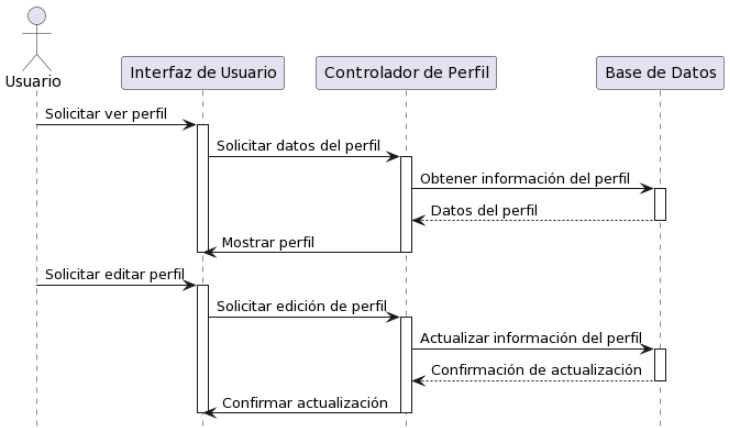 Usuario
Interfaz de Usuario
Controlador de Perfil
Base de Datos
Solicitar ver perfil
Solicitar datos del perfil
Obtener información del perfil
Datos del perfil
Mostrar perfil
Solicitar editar perfil
Solicitar edición de perfil
Actualizar información del perfil
Confirmación de actualización
Confirmar actualización